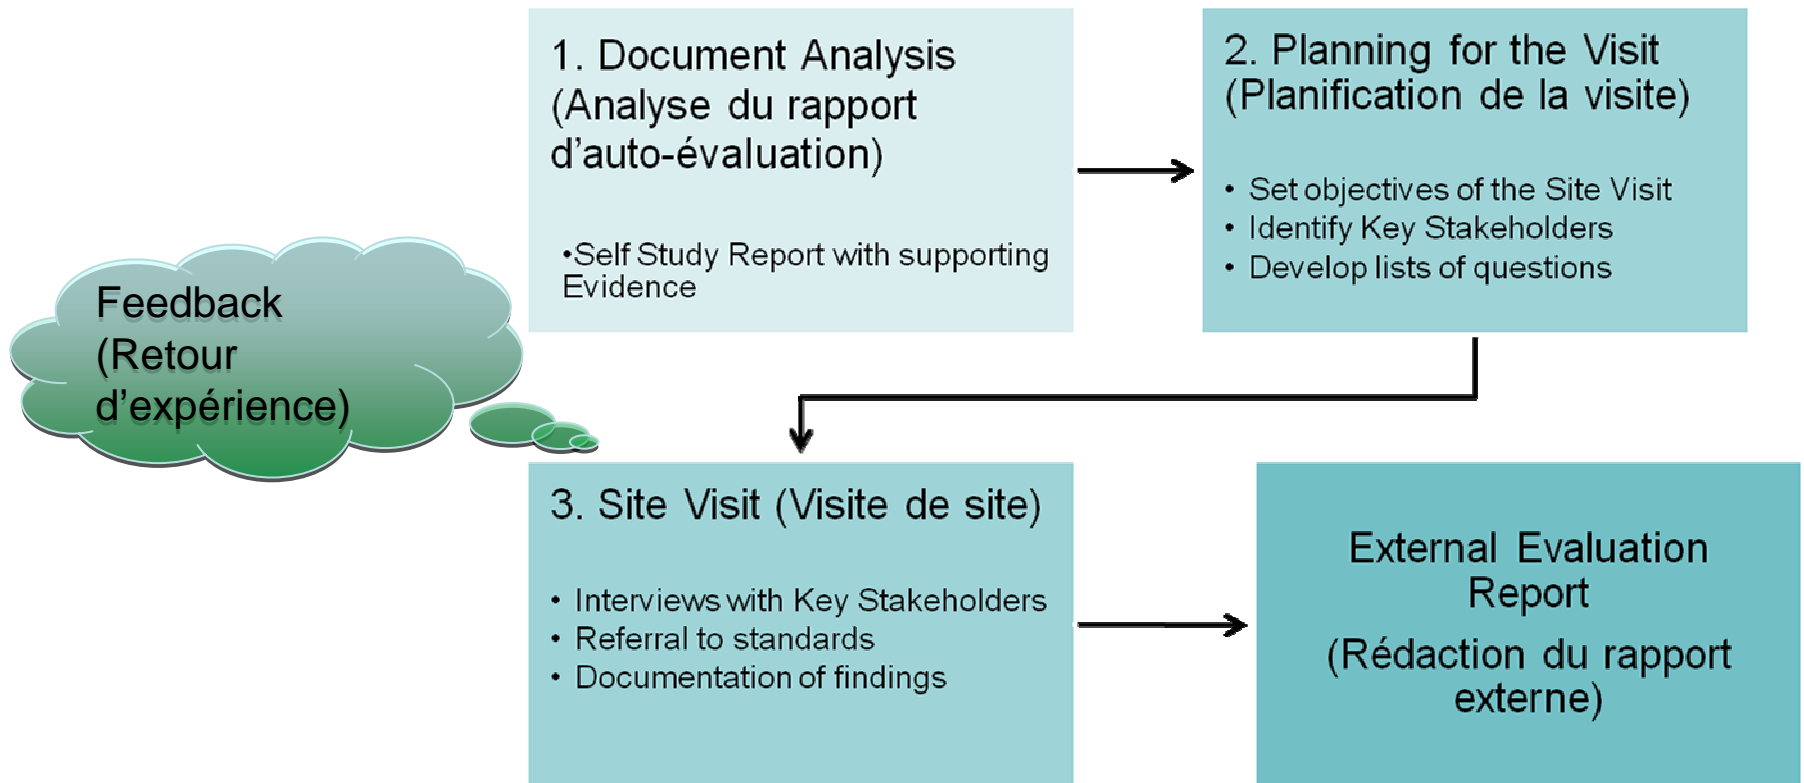 1. Document Analysis
(Analyse du rapport
d’auto-évaluation)
•Self Study Report with supporting
Evidence
2. Planning for the Visit
(Planification de la visite)
• Set objectives of the Site Visit
• Identify Key Stakeholders
• Develop lists of questions
Feedback
(Retour
d’expérience)
3. Site Visit (Visite de site)
• Interviews with Key Stakeholders
• Referral to standards
• Documentation of findings
External Evaluation
Report
(Rédaction du rapport
externe)